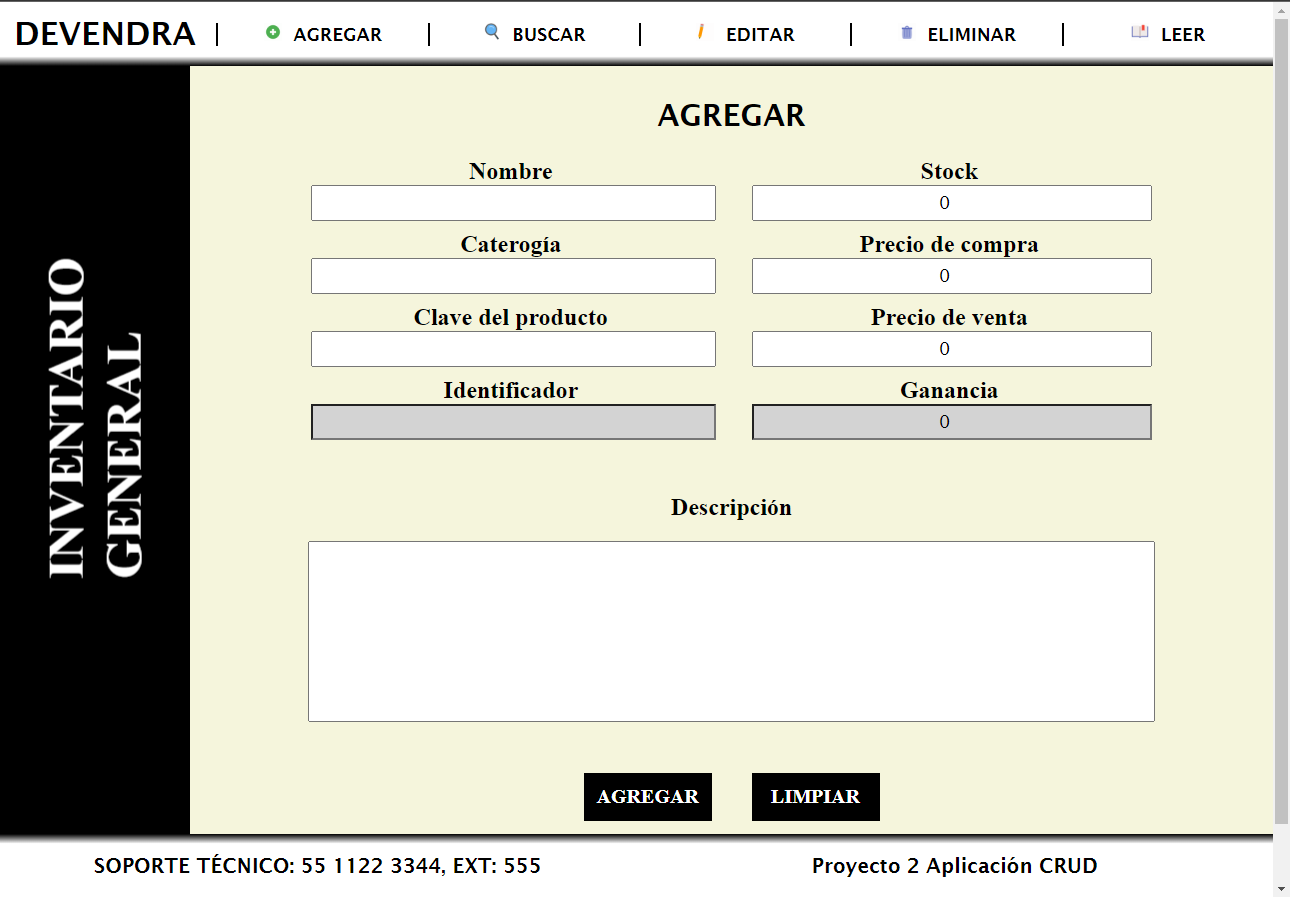 DEVENDRA
AGREGAR
BUSCAR
EDITAR
ELIMINAR
LEER
INVENTARIO
GENERAL
AGREGAR
Nombre
Stock
0
Caterogía
Precio de compra
0
Clave del producto
Precio de venta
0
Identificador
Ganancia
0
Descripción
AGREGAR
LIMPIAR
SOPORTE TÉCNICO: 55 1122 3344, EXT: 555
Proyecto 2 Aplicación CRUD